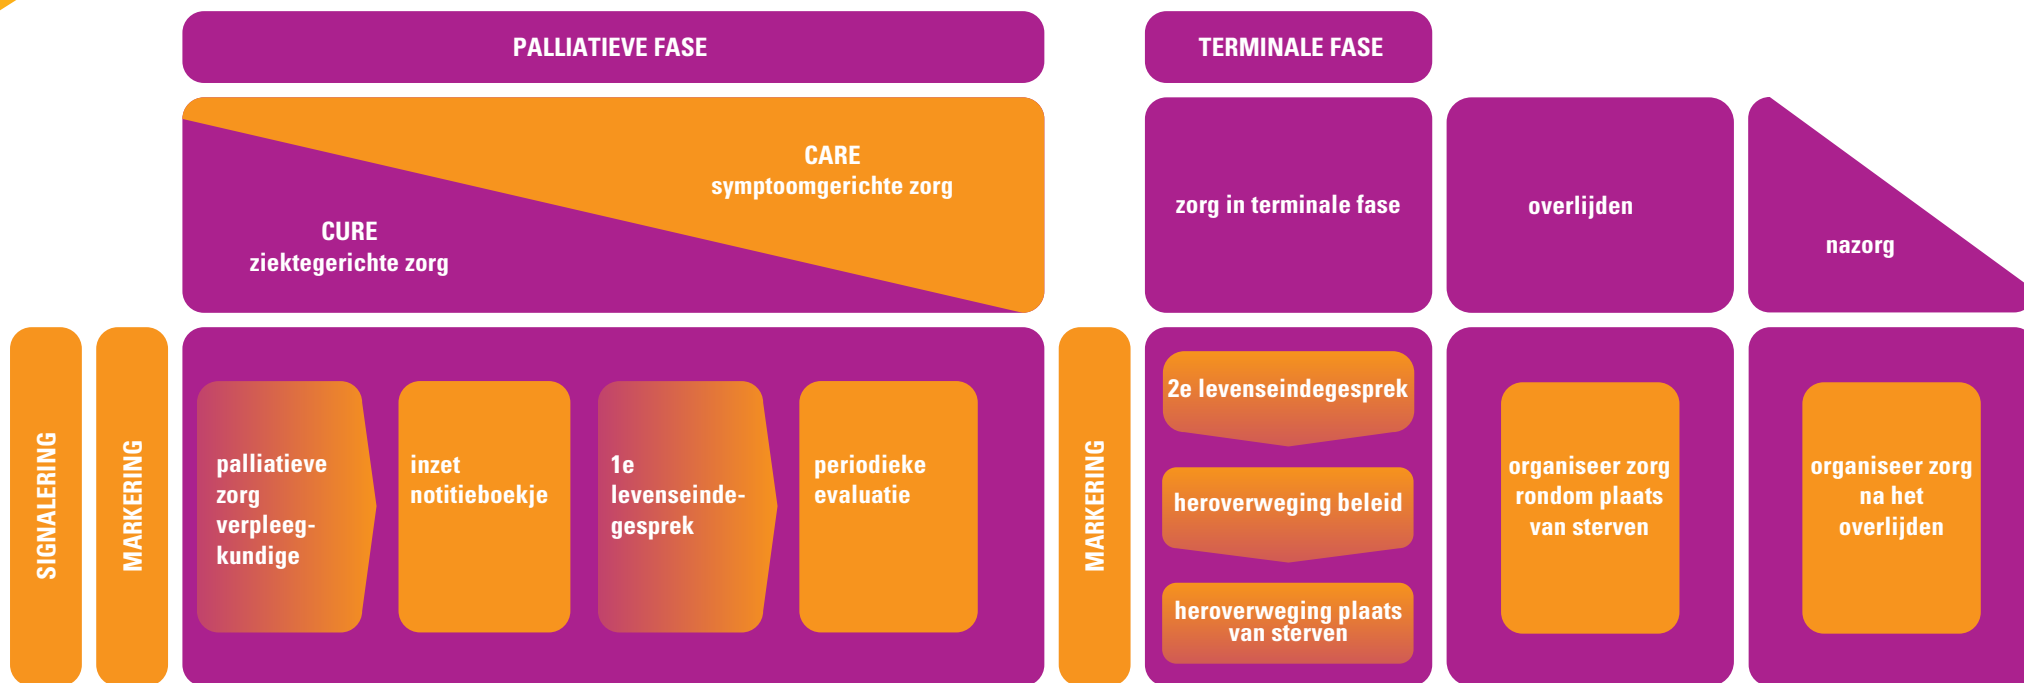 PALLIATIEVE FASE
TERMINALE FASE
CARE
symptoomgerichte zorg
CURE
ziektegerichte zorg
zorg in terminale fase
overlijden
nazorg
SIGNALERING
MARKERING
palliatieve
zorg
verpleeg-
kundige
inzet
notitieboekje
1e
levenseinde-
gesprek
periodieke
evaluatie
MARKERING
2e levenseindegesprek
heroverweging beleid
heroverweging plaats
van sterven
organiseer zorg
rondom plaats
van sterven
organiseer zorg
na het
overlijden